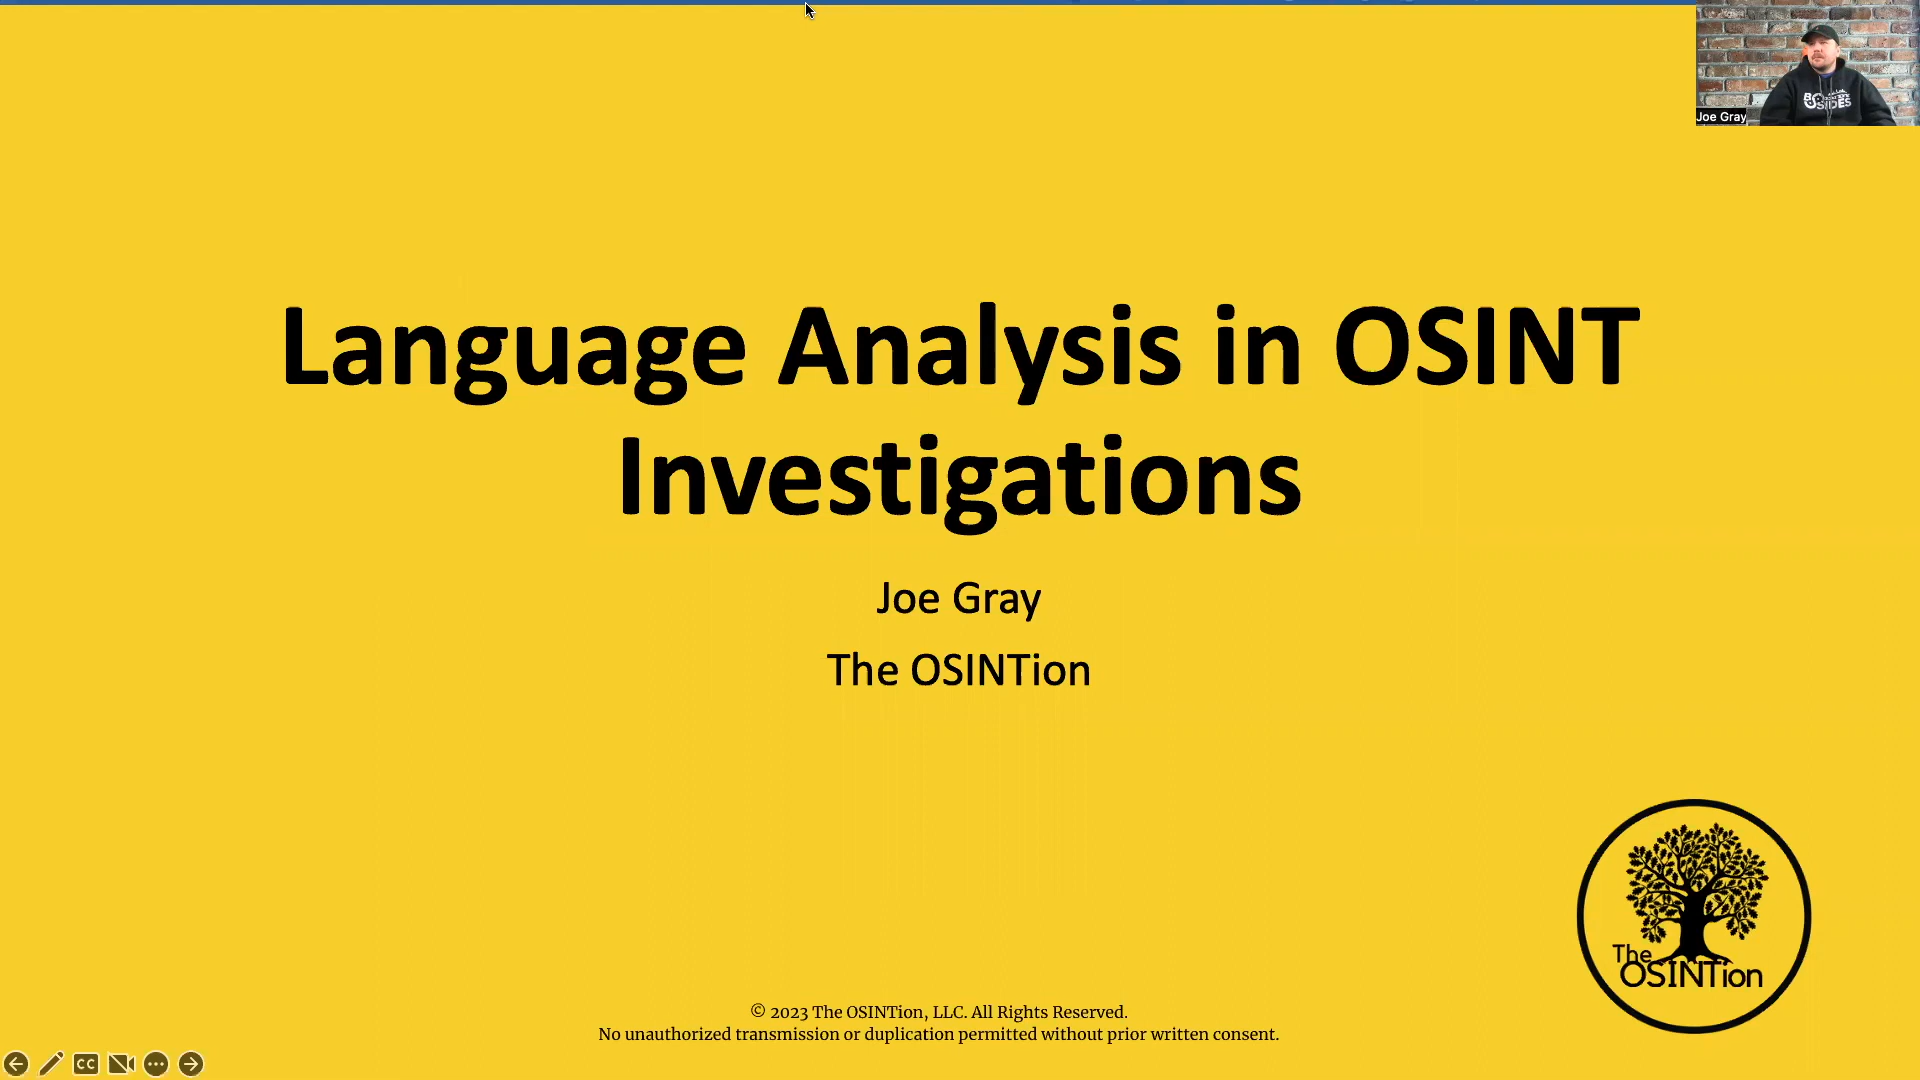 Joe Gray
Language Analysis in OSINT
Investigations
Joe Gray
The OSINTion
The
OSINTion
© 2023 The OSINTion, LLC. All Rights Reserved.
No unauthorized transmission or duplication permitted without prior written consent.
CC